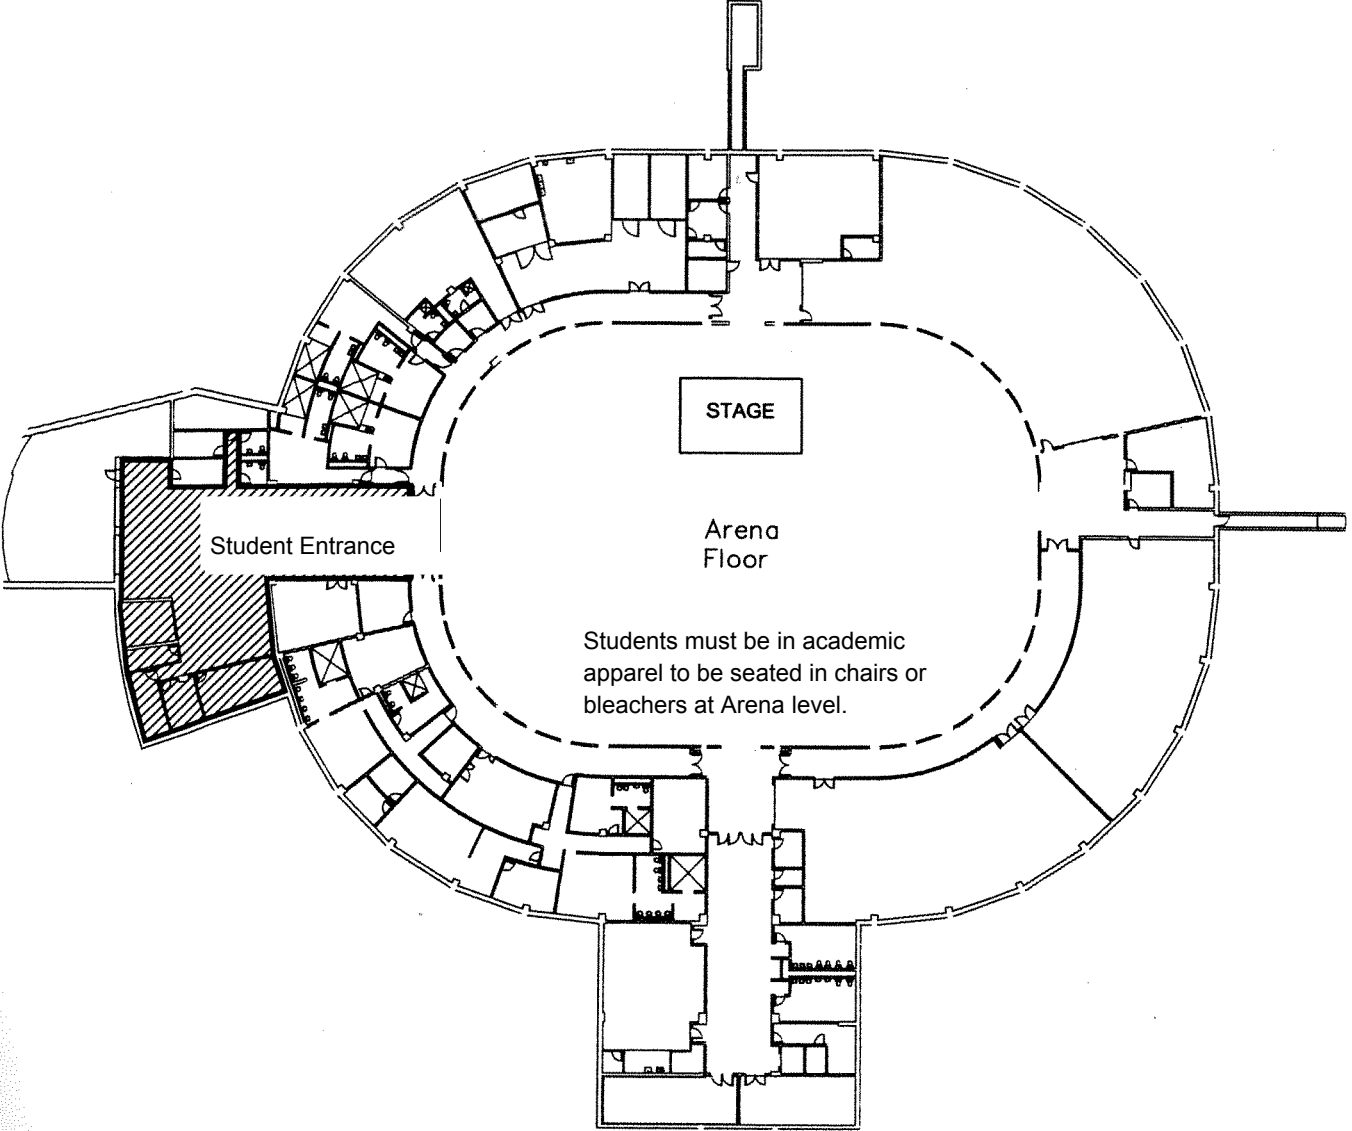 STAGE
Arena
Floor
Student Entrance
Students must be in academic
apparel to be seated in chairs or
bleachers at Arena level.